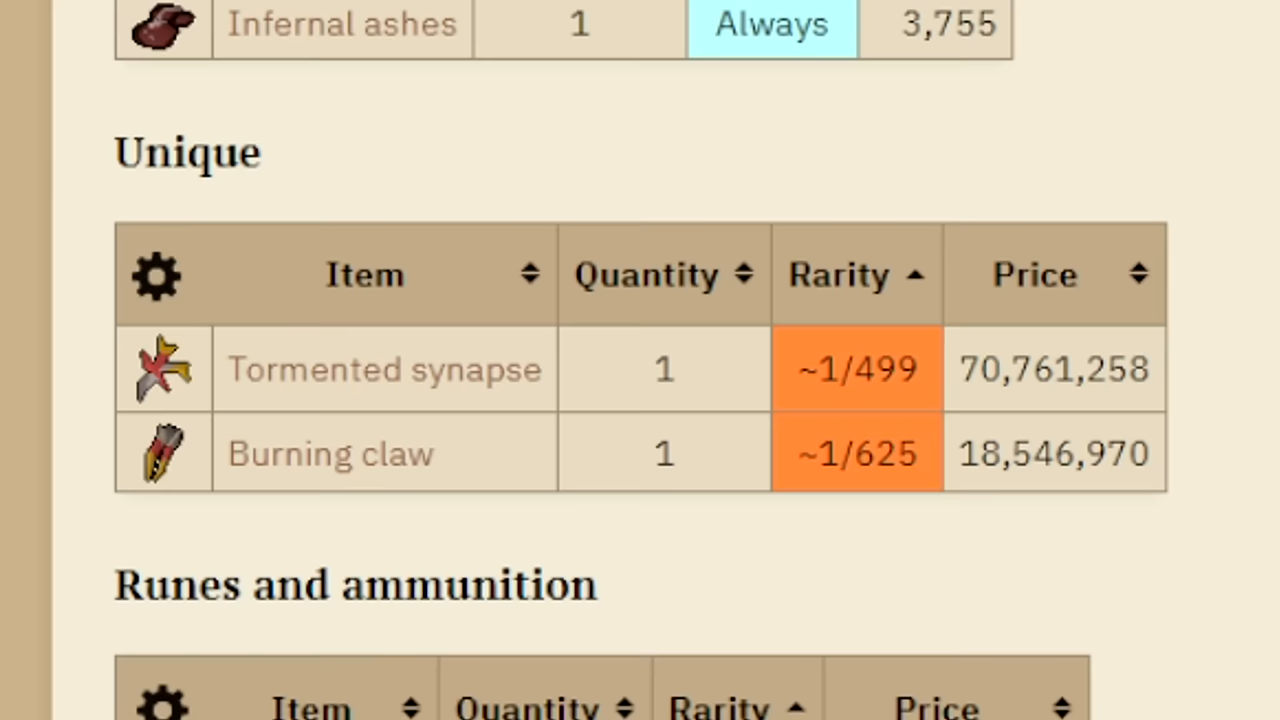 Infernal ashes 1 Always 3,755
Unique
Item Quantity Rarity Price
Tormented synapse 1 ~1/499 70,761,258
Burning claw 1 ~1/625 18,546,970
Runes and ammunition
Item Quantity Rarity Price